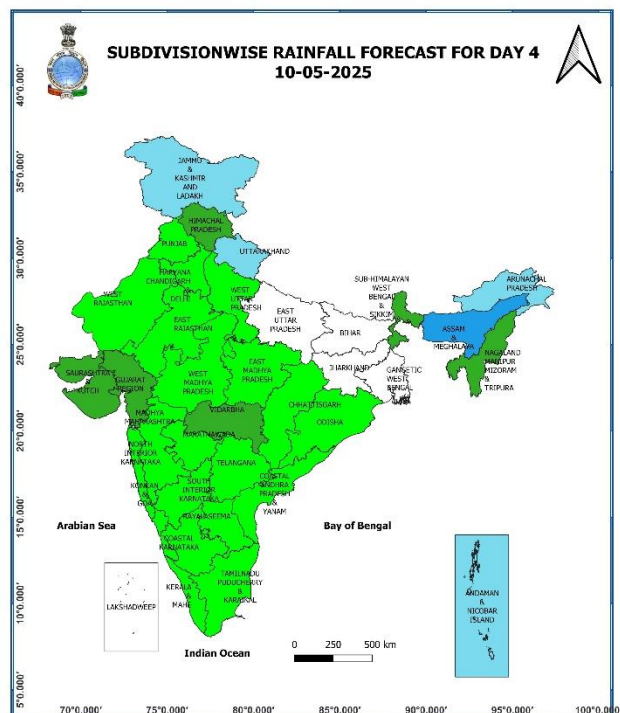 SUBDIVISIONWISE RAINFALL FORECAST FOR DAY 4
10-05-2025
40°0.000'
35°0.000'
30°0.000'
25°0.000'
20°0.000'
15°0.000'
10°0.000'
5°0.000'
JAMMU
&
KASHMIR
AND
LADAKH
HIMACHAL
PRADESH
PUNJAB
UTTARAKHAND
HARYANA
CHANDIGARH
&
DELHI
WEST
RAJASTHAN
WEST
UTTAR
PRADESH
EAST
RAJASTHAN
EAST
UTTAR
PRADESH
SUB-HIMALAYAN
WEST
BENGAL
&
SIKKIM
ARUNACHAL
PRADESH
ASSAM
&
MEGHALAYA
NAGALAND
MANIPUR
MIZORAM
&
TRIPURA
BIHAR
JHARKHAND
GANGETIC
WEST
BENGAL
SAURASHTRA
&
KUTCH
GUJARAT
REGION
WEST
MADHYA
PRADESH
EAST
MADHYA
PRADESH
CHHATTISGARH
ODISHA
VIDARBHA
MADHYA
MAHARASHTRA
MARATHWADA
NORTH
INTERIOR
KARNATAKA
TELANGANA
KONKAN
&
GOA
SOUTH
INTERIOR
KARNATAKA
COASTAL
ANDHRA
PRADESH
&
YANAM
RAYALASEEMA
COASTAL
KARNATAKA
Arabian Sea
Bay of Bengal
LAKSHADWEEP
KERALA
&
MAHE
TAMILNADU
PUDUCHERRY
&
KARAIKAL
ANDAMAN
&
NICOBAR
ISLAND
Indian Ocean
0 250 500 km
70°0.000' 75°0.000' 80°0.000' 85°0.000' 90°0.000' 95°0.000' 100°0.000'